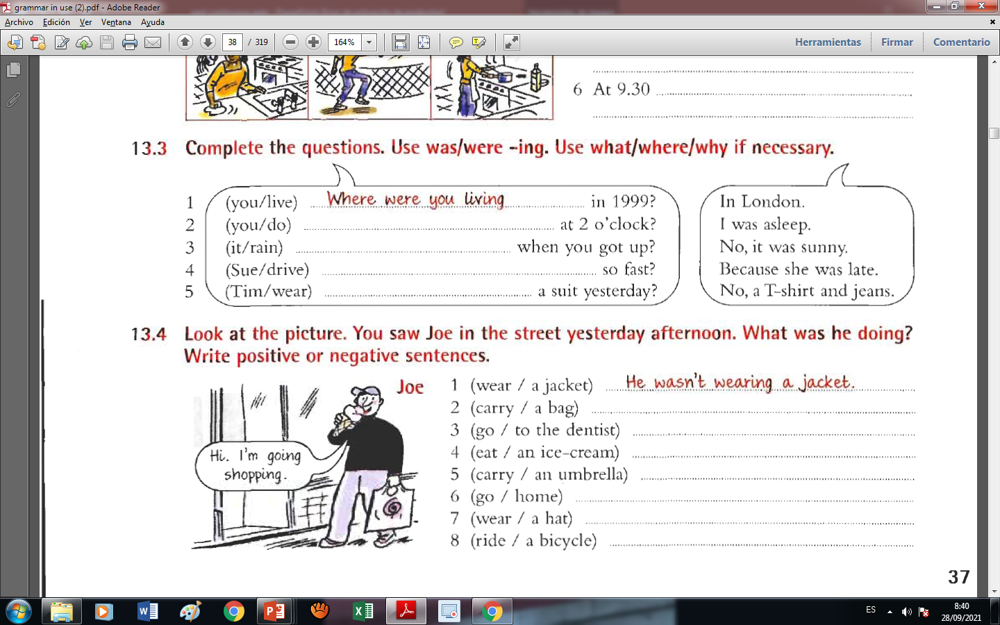 grammar in use (2).pdf - Adobe Reader
Archivo Edición Ver Ventana Ayuda
38 / 319 164% Herramientas Firmar Comentario
6 At 9.30
13.3 Complete the questions. Use was/were –ing. Use what/where/why if necessary.
1 (you/live) Where were you living in 1999? In London.
2 (you/do) at 2 o'clock? I was asleep.
3 (it/rain) when you got up? No, it was sunny.
4 (Sue/drive) so fast? Because she was late.
5 (Tim/wear) a suit yesterday? No, a T-shirt and jeans.
13.4 Look at the picture. You saw Joe in the street yesterday afternoon. What was he doing?
Write positive or negative sentences.
Joe
Hi. I'm going
shopping.
1 (wear / a jacket) He wasn't wearing a jacket.
2 (carry / a bag)
3 (go / to the dentist)
4 (eat / an ice-cream)
5 (carry / an umbrella)
6 (go / home)
7 (wear / a hat)
8 (ride / a bicycle)
37
ES 8:40
28/09/2021